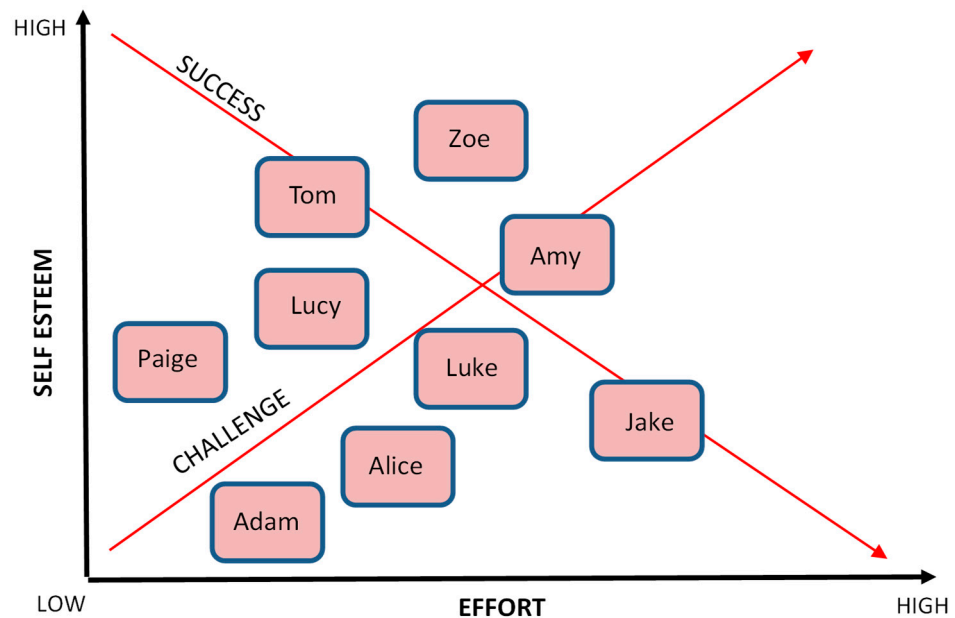 HIGH
SUCCESS
Zoe
Tom
Amy
Lucy
SELF ESTEEM
Paige
Luke
CHALLENGE
Jake
Alice
Adam
LOW
EFFORT
HIGH